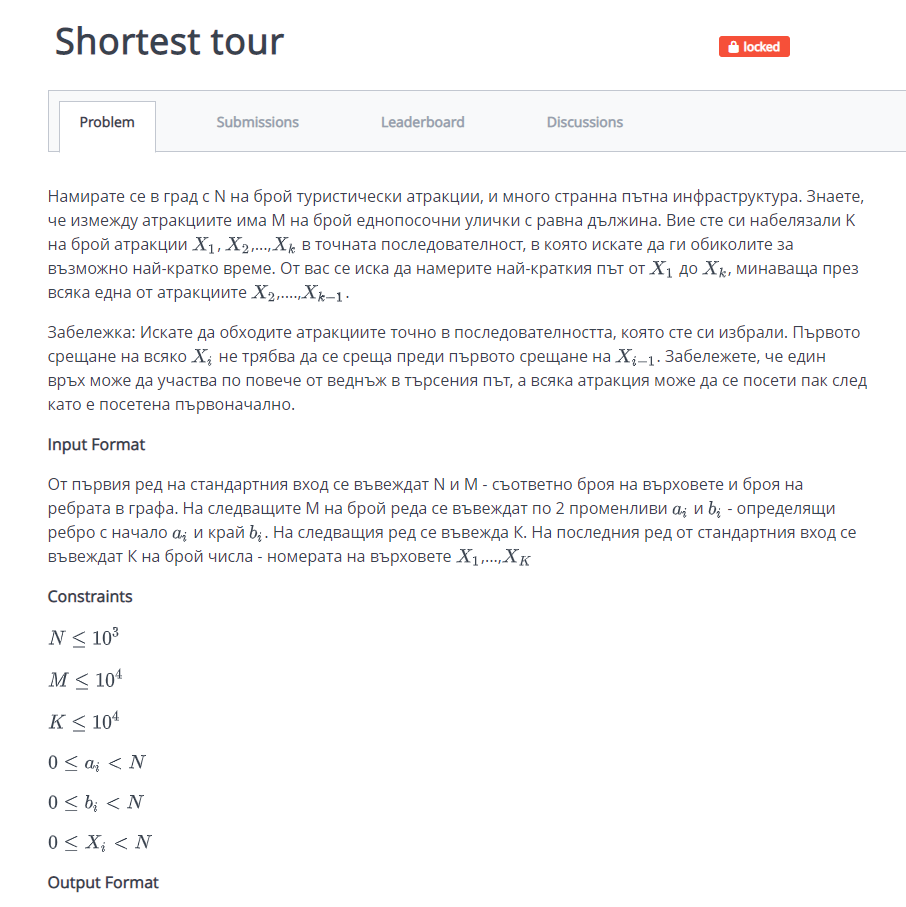 Shortest tour
locked
Problem Submissions Leaderboard Discussions
Намирате се в град с N на брой туристически атракции, и много странна пътна инфраструктура. Знаете,
че измежду атракциите има M на брой еднопосочни улички с равна дължина. Вие сте си набелязали K
на брой атракции X₁, X₂,...,Xₖ в точната последователност, в която искате да ги обиколите за
възможно най-кратко време. От вас се иска да намерите най-краткия път от X₁ до Xₖ, минаваща през
всяка една от атракциите X₂,....,Xₖ₋₁.
Забележка: Искате да обходите атракциите точно в последователността, която сте си избрали. Първото
срещане на всяко Xᵢ не трябва да се среща преди първото срещане на Xᵢ₋₁. Забележете, че един
връх може да участва по повече от веднъж в търсения път, а всяка атракция може да се посети пак след
като е посетена първоначално.
Input Format
От първия ред на стандартния вход се въвеждат N и M - съответно броя на върховете и броя на
ребрата в графа. На следващите M на брой реда се въвеждат по 2 променливи aᵢ и bᵢ - определящи
ребро с начало aᵢ и край bᵢ. На следващия ред се въвежда К. На последния ред от стандартния вход се
въвеждат К на брой числа - номерата на върховете X₁,...,X_K
Constraints
N ≤ 10³
M ≤ 10⁴
K ≤ 10⁴
0 ≤ aᵢ < N
0 ≤ bᵢ < N
0 ≤ Xᵢ < N
Output Format